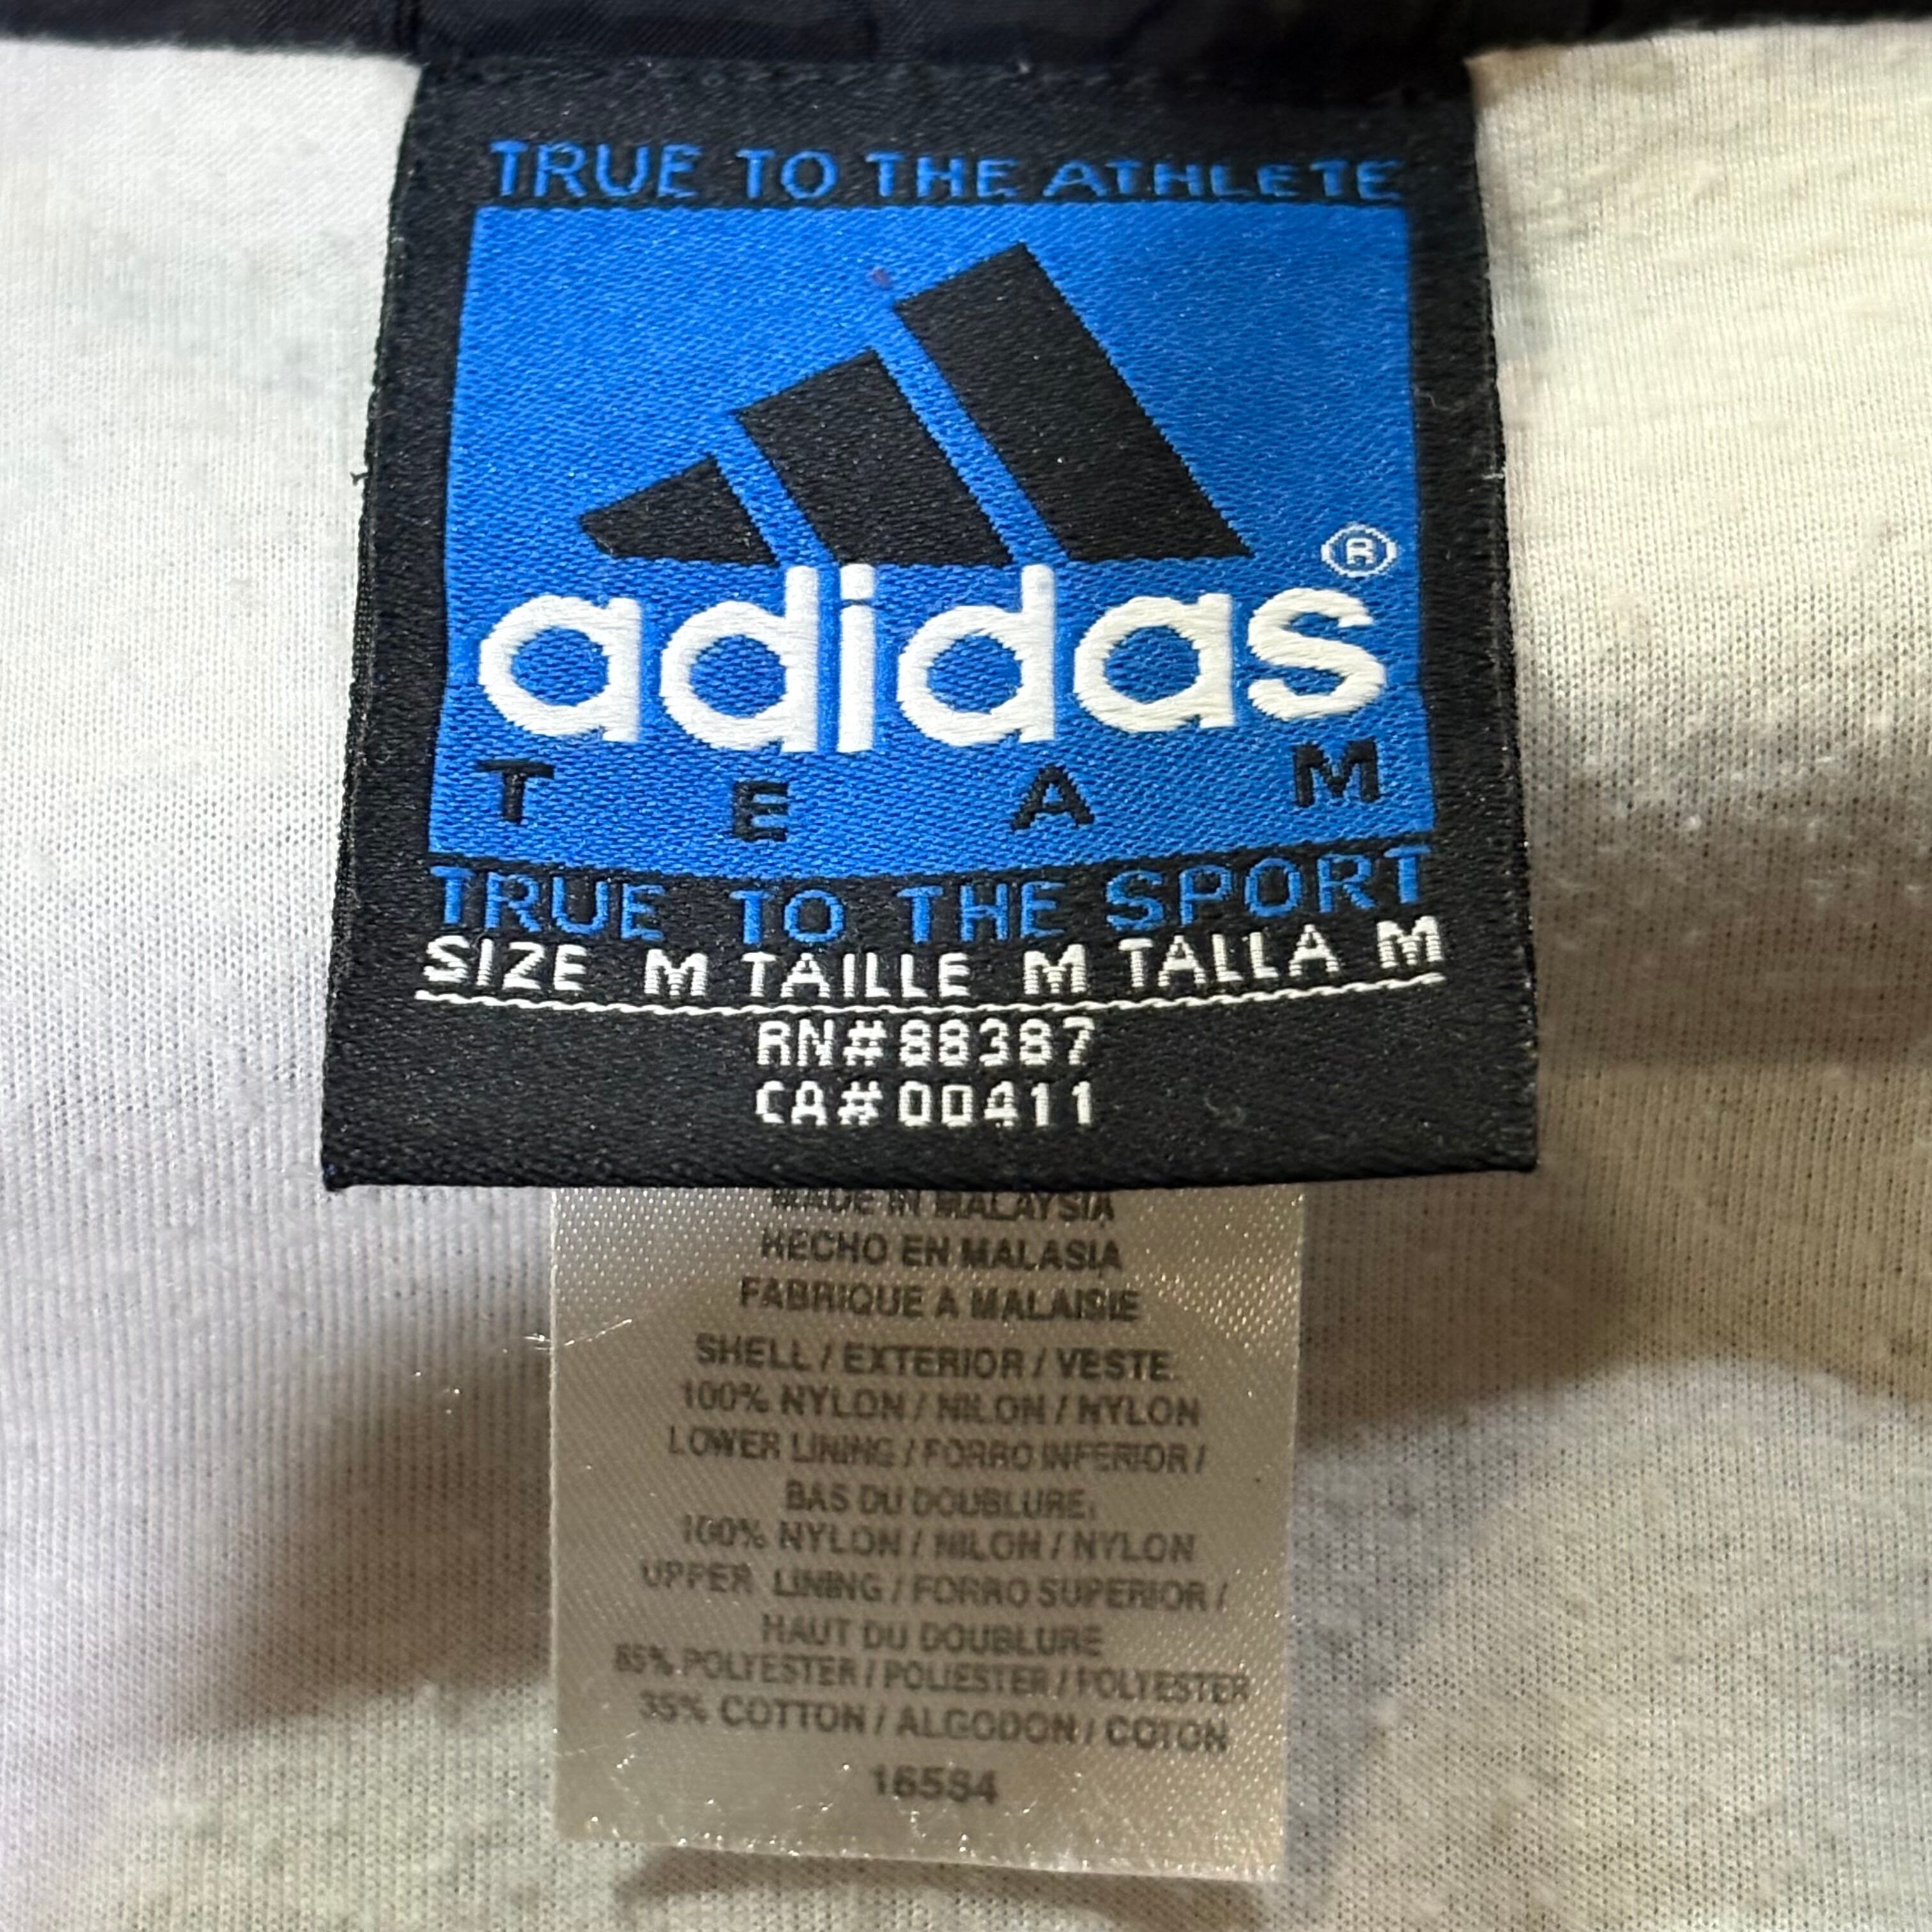 TRUE TO THE ATHLETE
adidas ®
T E A M
TRUE TO THE SPORT
SIZE M TAILLE M TALLA M
RN#88387
CA#00411
MADE IN MALAYSIA
HECHO EN MALASIA
FABRIQUE A MALAISIE
SHELL / EXTERIOR / VESTE
100% NYLON / NILON / NYLON
LOWER LINING / FORRO INFERIOR /
BAS DU DOUBLURE
100% NYLON / NILON / NYLON
UPPER LINING / FORRO SUPERIOR /
HAUT DU DOUBLURE
65% POLYESTER / POLIESTER / POLYESTER
35% COTTON / ALGODON / COTON
16584